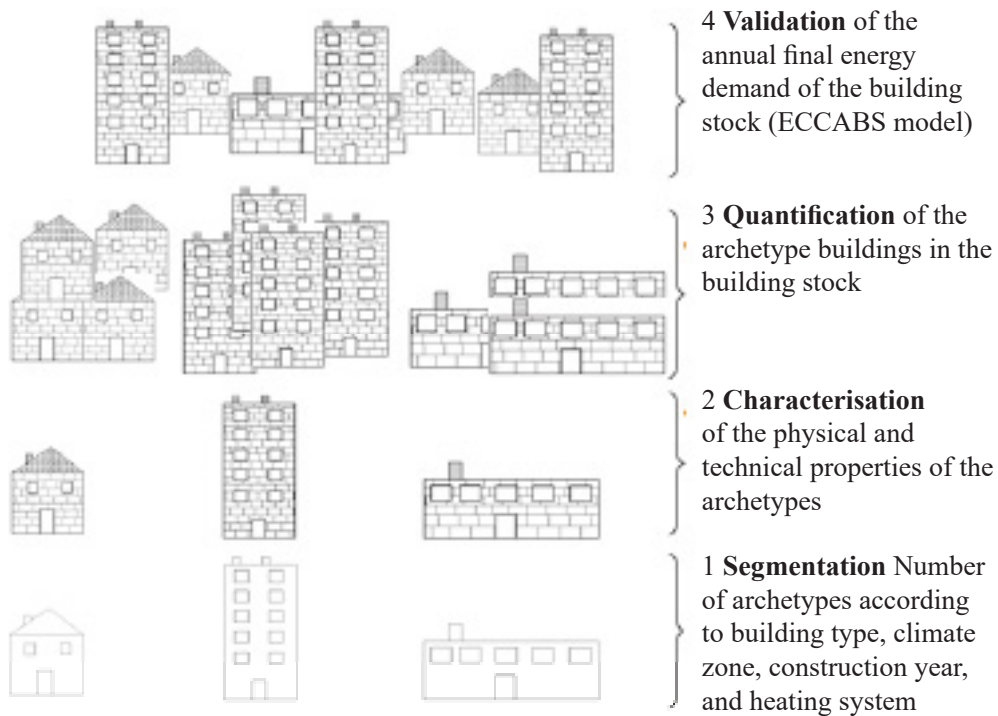 4 Validation of the
annual final energy
demand of the building
stock (ECCABS model)
3 Quantification of the
archetype buildings in the
building stock
2 Characterisation
of the physical and
technical properties of the
archetypes
1 Segmentation Number
of archetypes according
to building type, climate
zone, construction year,
and heating system